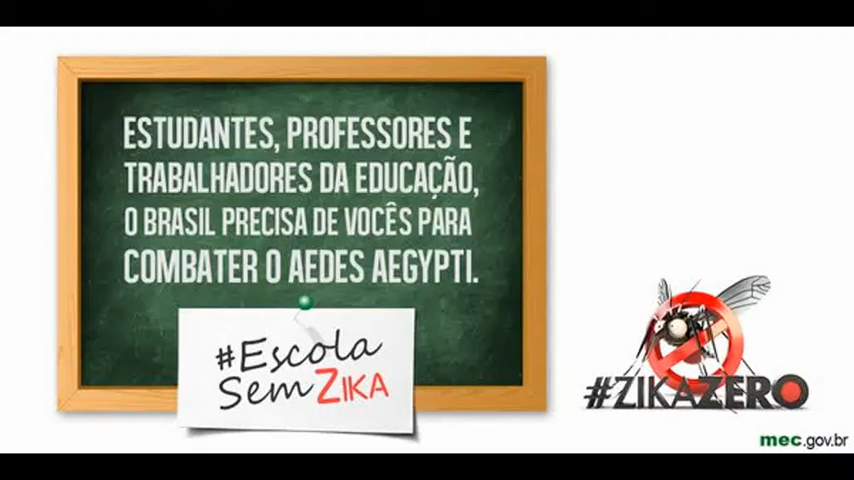 ESTUDANTES, PROFESSORES E
TRABALHADORES DA EDUCAÇÃO,
O BRASIL PRECISA DE VOCÊS PARA
COMBATER O AEDES AEGYPTI.
#Escola
Sem ZIKA
#ZIKAZERO
mec.gov.br